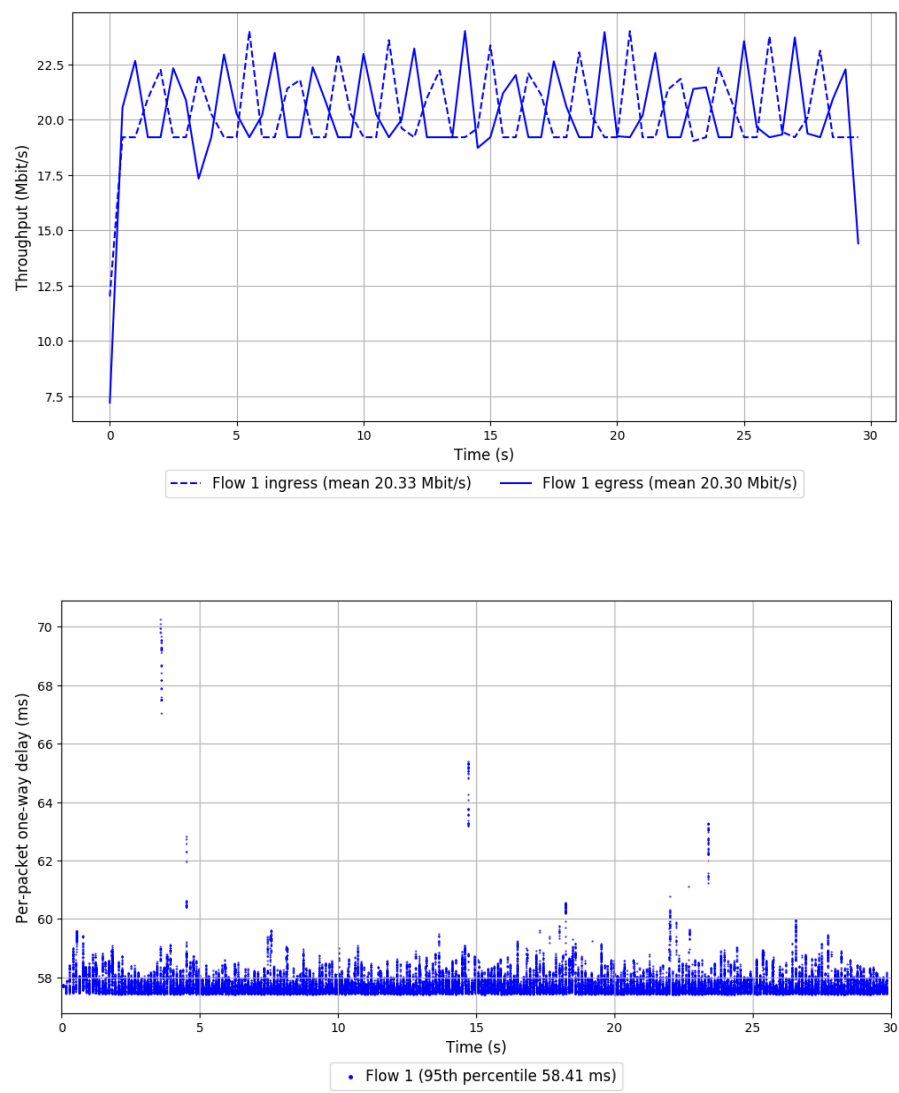 22.5
20.0
17.5
15.0
12.5
10.0
7.5
Throughput (Mbit/s)
0 5 10 15 20 25 30
Time (s)
Flow 1 ingress (mean 20.33 Mbit/s) Flow 1 egress (mean 20.30 Mbit/s)
70
68
66
64
62
60
58
Per-packet one-way delay (ms)
0 5 10 15 20 25 30
Time (s)
Flow 1 (95th percentile 58.41 ms)